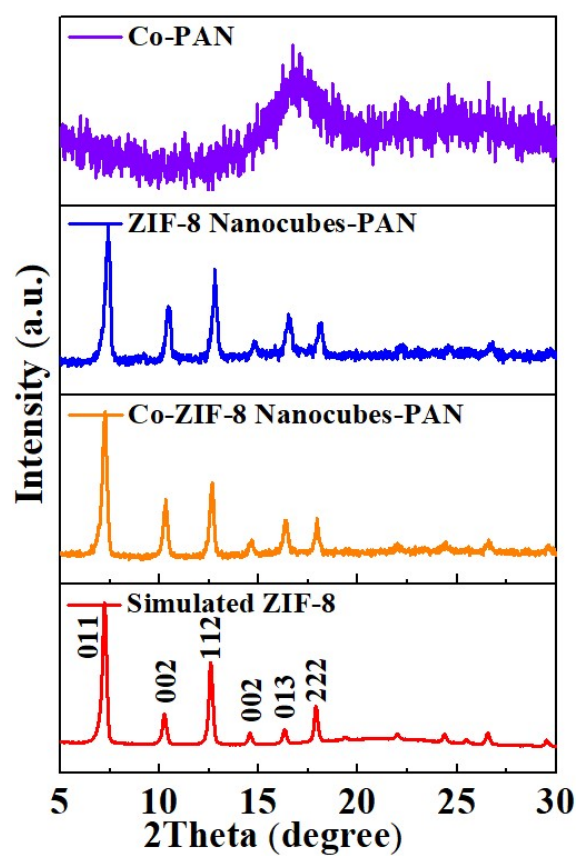 Co-PAN
ZIF-8 Nanocubes-PAN
Co-ZIF-8 Nanocubes-PAN
Simulated ZIF-8
011
002
112
002
013
222
Intensity (a.u.)
5 10 15 20 25 30
2Theta (degree)